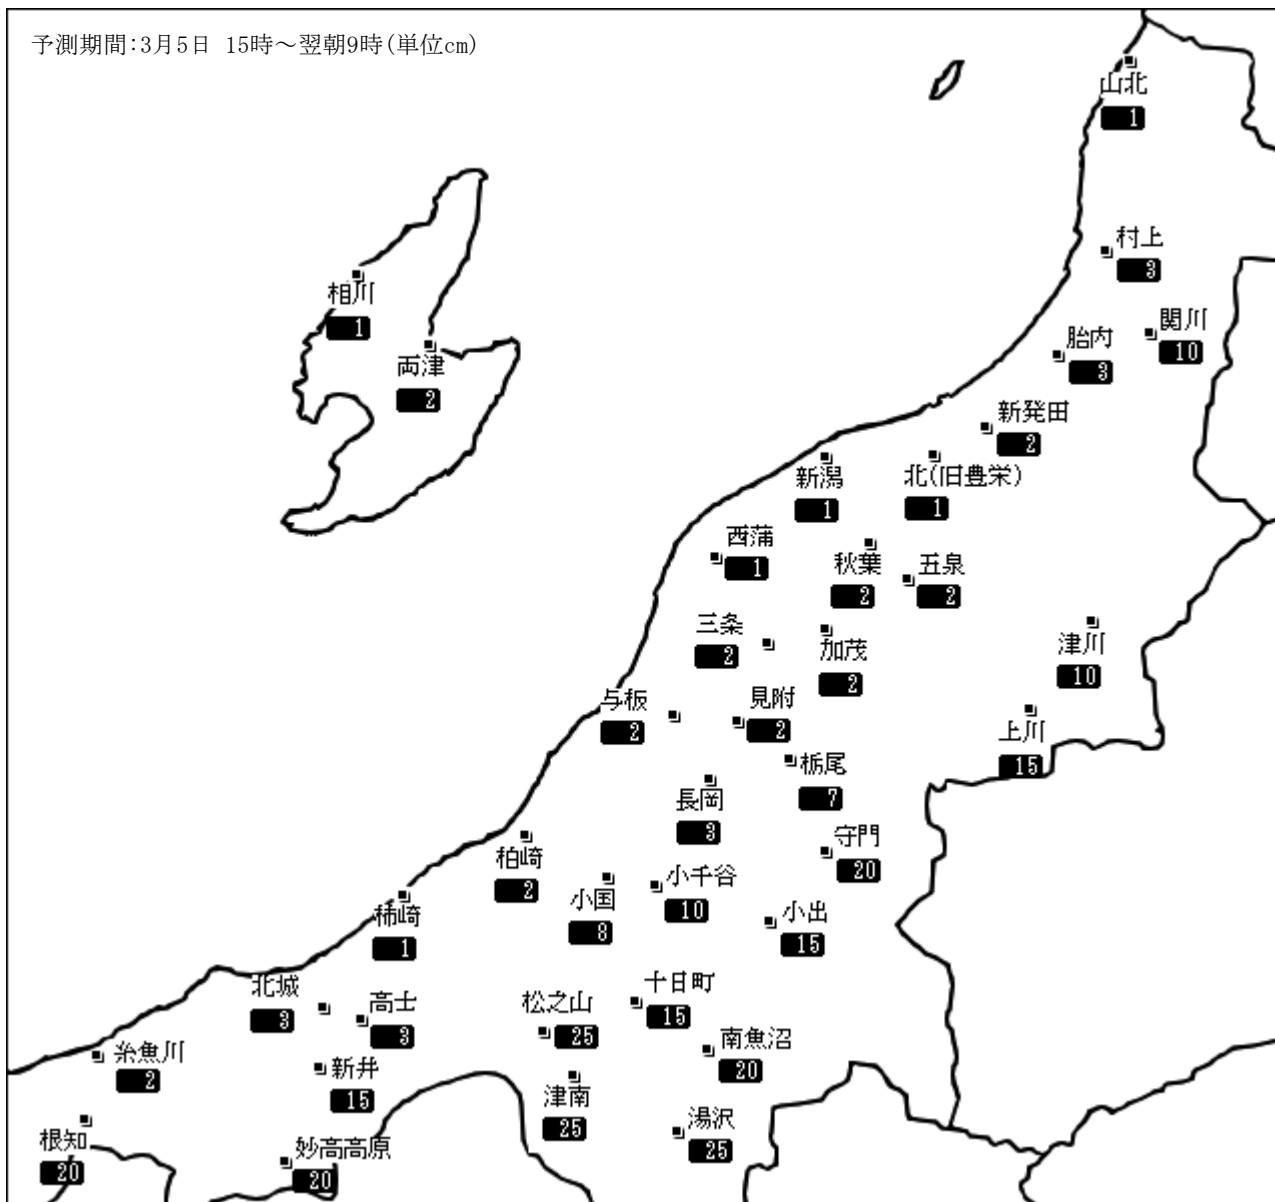 予測期間:3月5日 15時～翌朝9時(単位cm)
山北
1
村上
3
関川
10
胎内
3
相川
1
両津
2
新発田
2
新潟
1
北(旧豊栄)
1
西蒲
1
秋葉
2
五泉
2
三条
2
加茂
2
津川
10
与板
2
見附
2
上川
15
栃尾
7
長岡
3
守門
20
柏崎
2
小国
8
小千谷
10
小出
15
柿崎
1
北城
3
高士
3
松之山
25
十日町
15
南魚沼
20
糸魚川
2
新井
15
津南
25
湯沢
25
根知
20
妙高高原
20